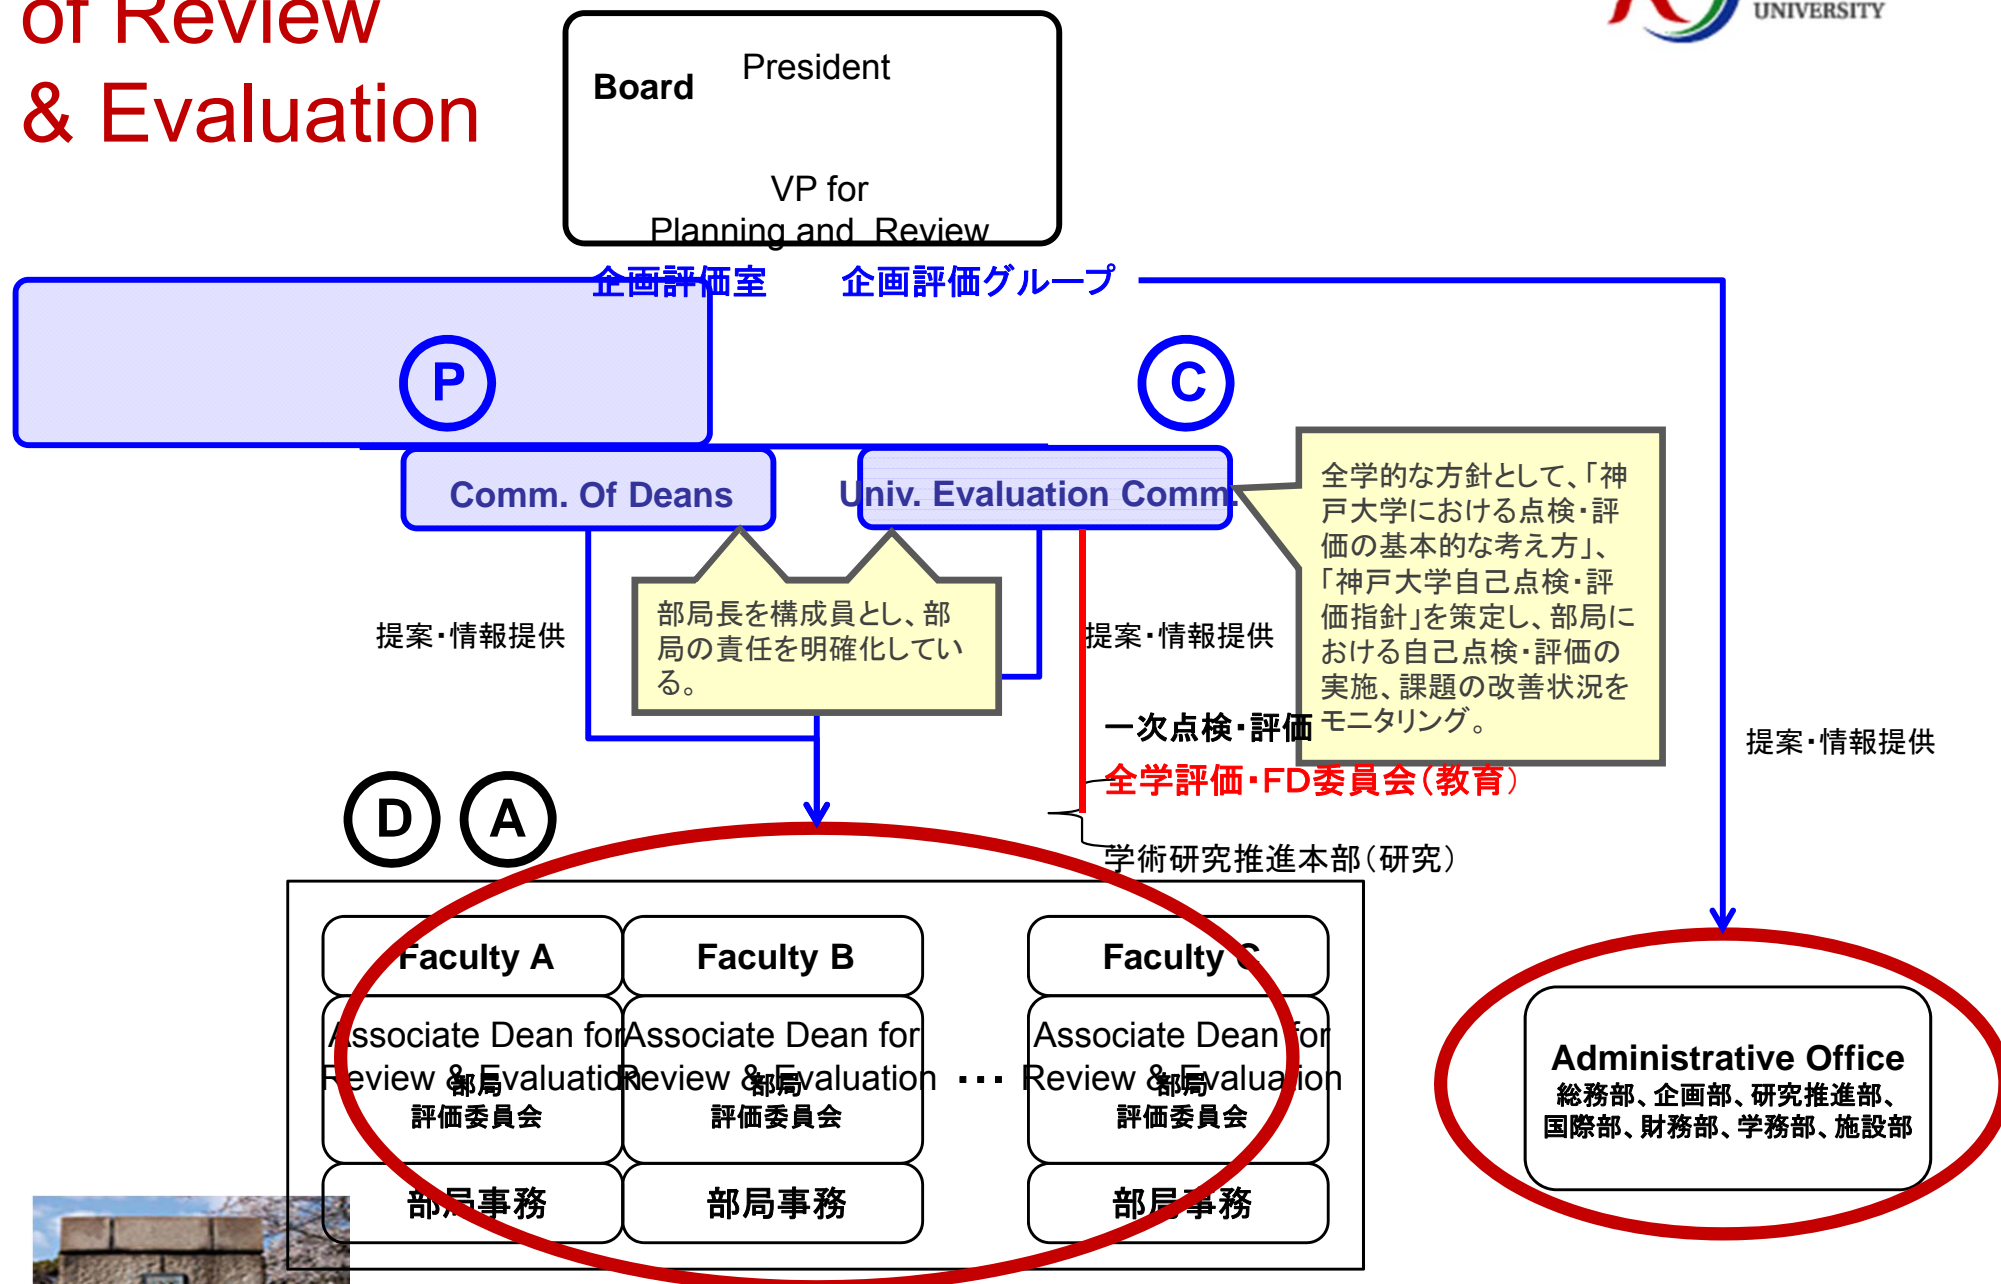 of Review
& Evaluation
UNIVERSITY
President
Board
VP for
Planning and Review
企画評価室 企画評価グループ
P
C
Comm. Of Deans
Univ. Evaluation Comm.
全学的な方針として、「神
戸大学における点検・評
価の基本的な考え方」、
「神戸大学自己点検・評
価指針」を策定し、部局に
おける自己点検・評価の
実施、課題の改善状況を
モニタリング。
部局長を構成員とし、部
局の責任を明確化してい
る。
提案・情報提供
提案・情報提供
提案・情報提供
一次点検・評価
全学評価・FD委員会（教育）
学術研究推進本部（研究）
D
A
Faculty A
Faculty B
Faculty C
Associate Dean for
Review & Evaluation
部局
評価委員会
Associate Dean for
Review & Evaluation
部局
評価委員会
…
Associate Dean for
Review & Evaluation
部局
評価委員会
部局事務
部局事務
部局事務
Administrative Office
総務部、企画部、研究推進部、
国際部、財務部、学務部、施設部